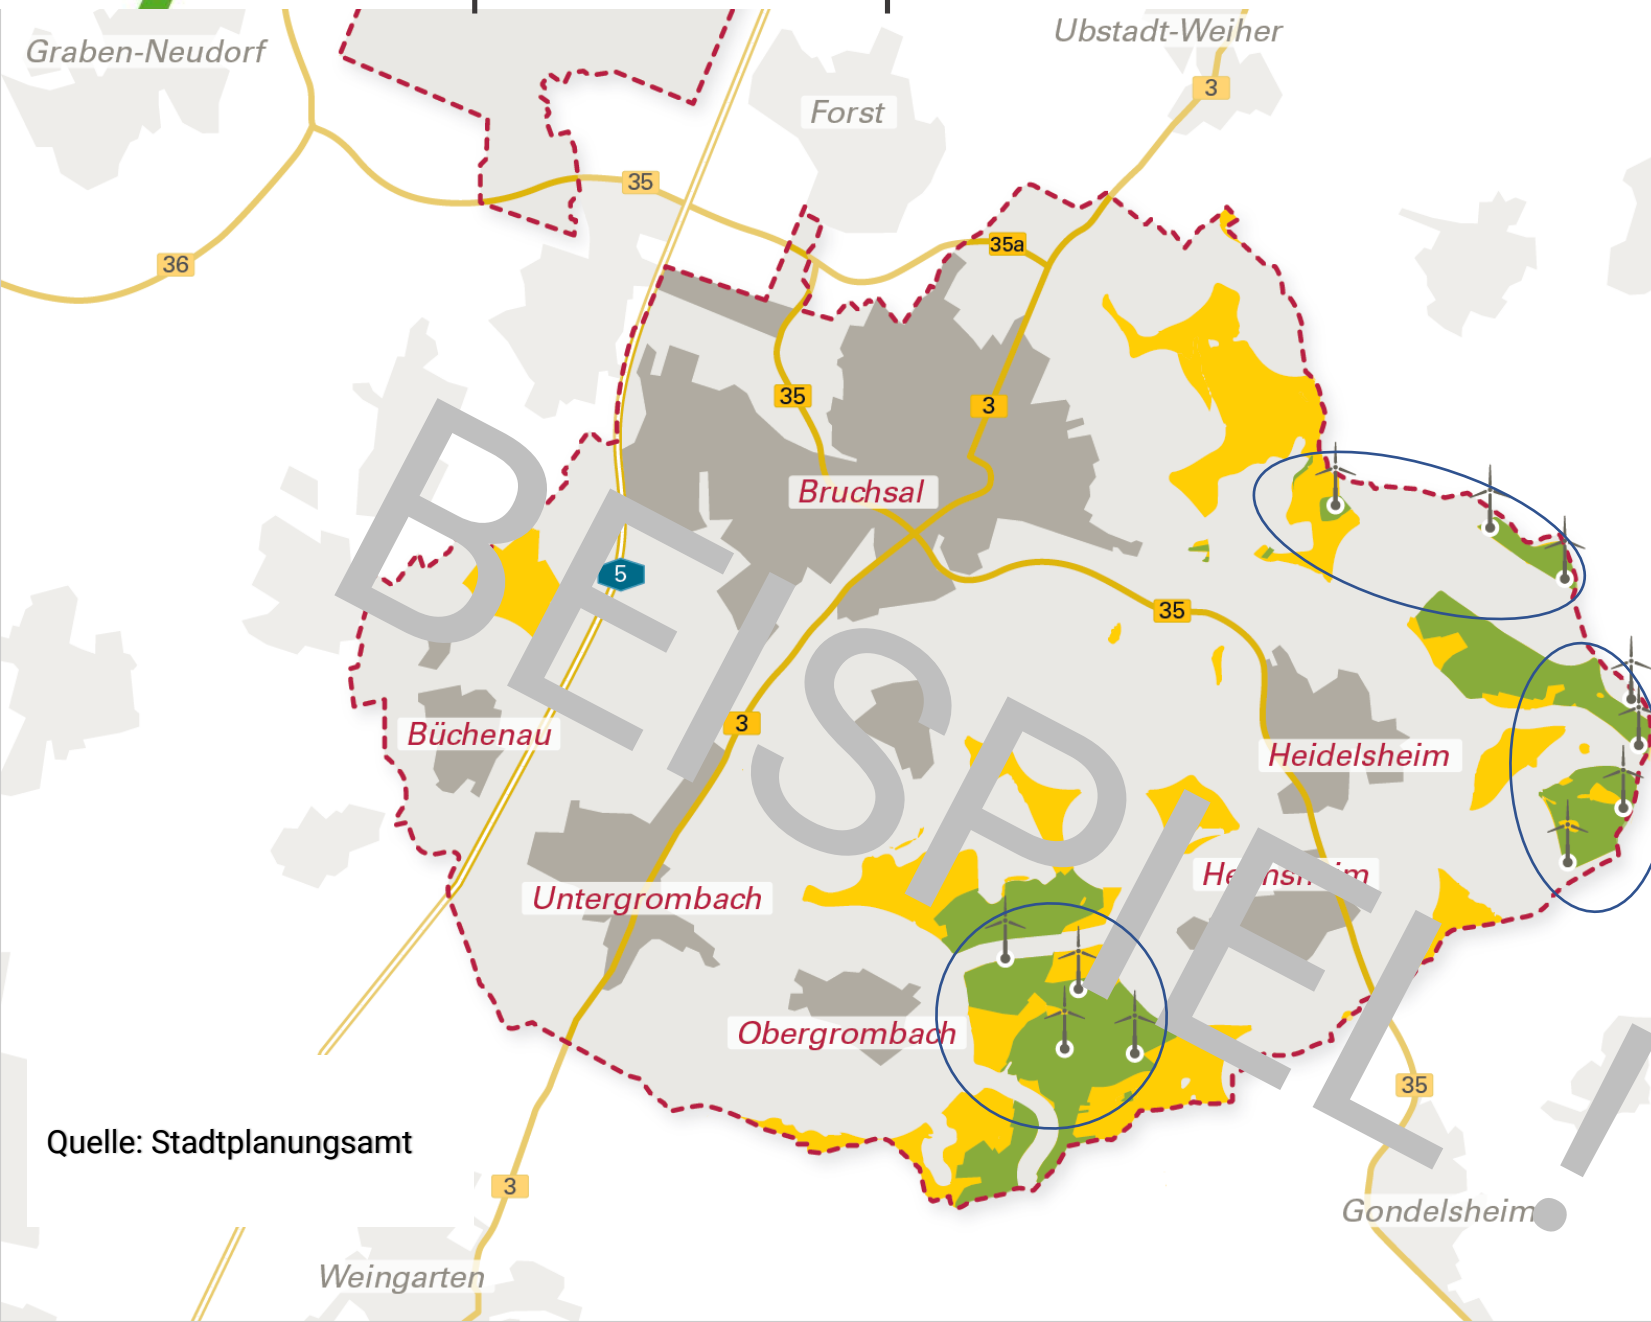 Graben-Neudorf
Ubstadt-Weiher
3
Forst
35
35a
36
35
3
Bruchsal
5
35
3
Büchenau
Heidelsheim
Untergrombach
Obergrombach
35
Quelle: Stadtplanungsamt
3
Gondelsheim
Weingarten
BEISPIEL!